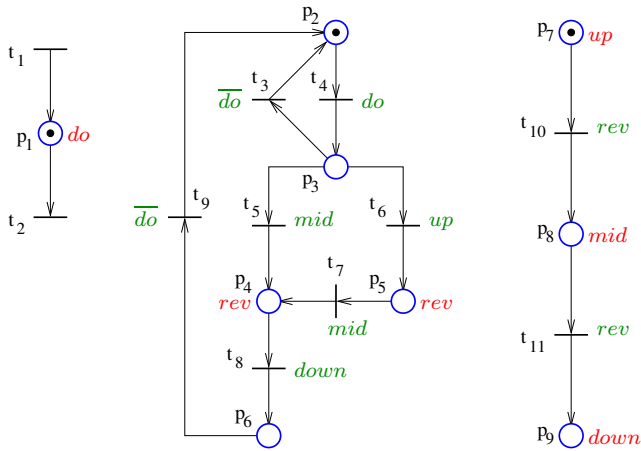 t1
p1 do
t2
p2
t3
do
t4
do
p3
t9
do
t5
mid
t6
up
t7
mid
p4
rev
p5
rev
t8
down
p6
p7
up
t10
rev
p8
mid
t11
rev
p9
down